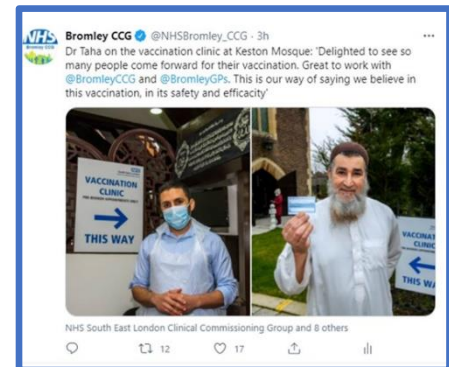 NHS
Bromley CCG
Bromley CCG @NHSBromley_CCG · 3h
Dr Taha on the vaccination clinic at Keston Mosque: 'Delighted to see so
many people come forward for their vaccination. Great to work with
@BromleyCCG and @BromleyGPs. This is our way of saying we believe in
this vaccination, in its safety and efficacity'
VACCINATION
CLINIC
THIS WAY
VACCINAT
CLINIC
THIS WA
NHS South East London Clinical Commissioning Group and 8 others
12
17